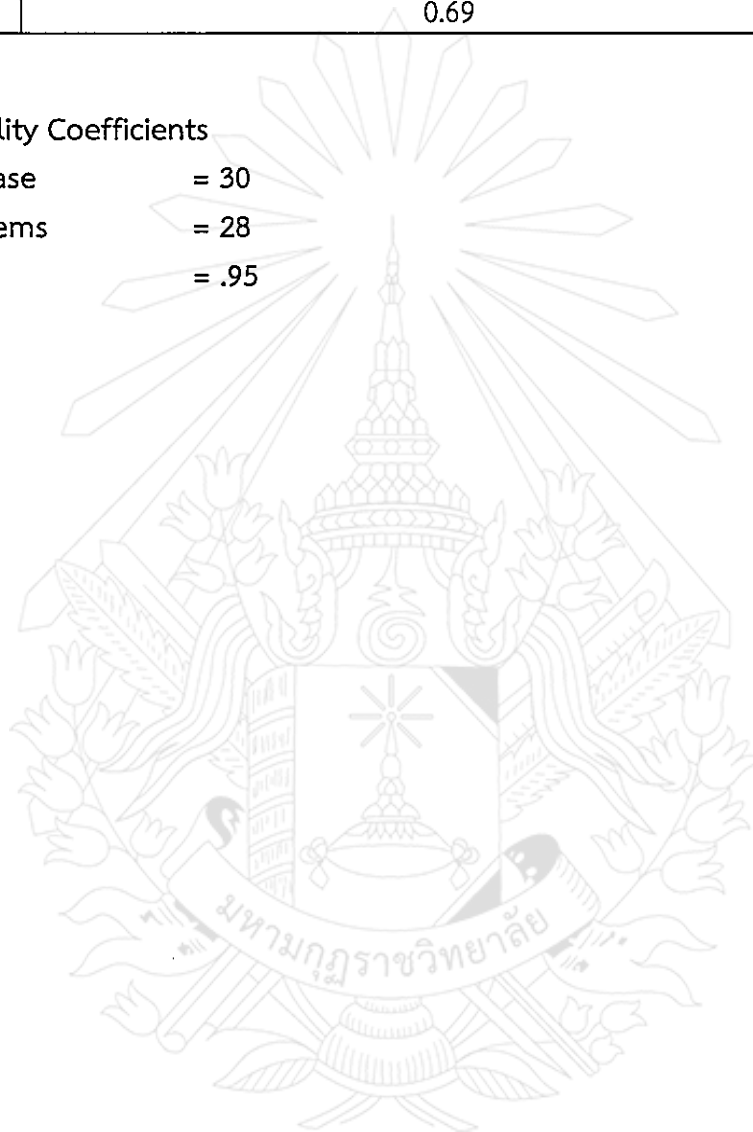 0.69
lity Coefficients
ase = 30
ems = 28
= .95
มหามกุฏราชวิทยาลัย